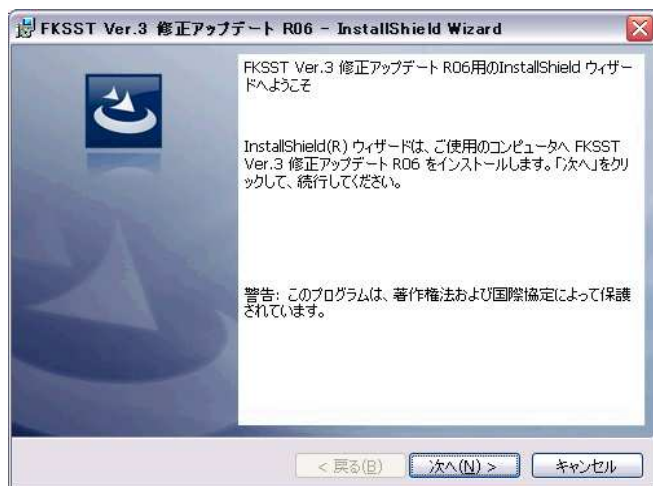 FKSST Ver.3 修正アップデート R06 - InstallShield Wizard
FKSST Ver.3 修正アップデート R06用のInstallShield ウィザー
ドへようこそ
InstallShield(R) ウィザードは、ご使用のコンピュータへ FKSST
Ver.3 修正アップデート R06 をインストールします。「次へ」をクリ
ックして、続行してください。
警告: このプログラムは、著作権法および国際協定によって保護
されています。
< 戻る(B)
次へ(N) >
キャンセル